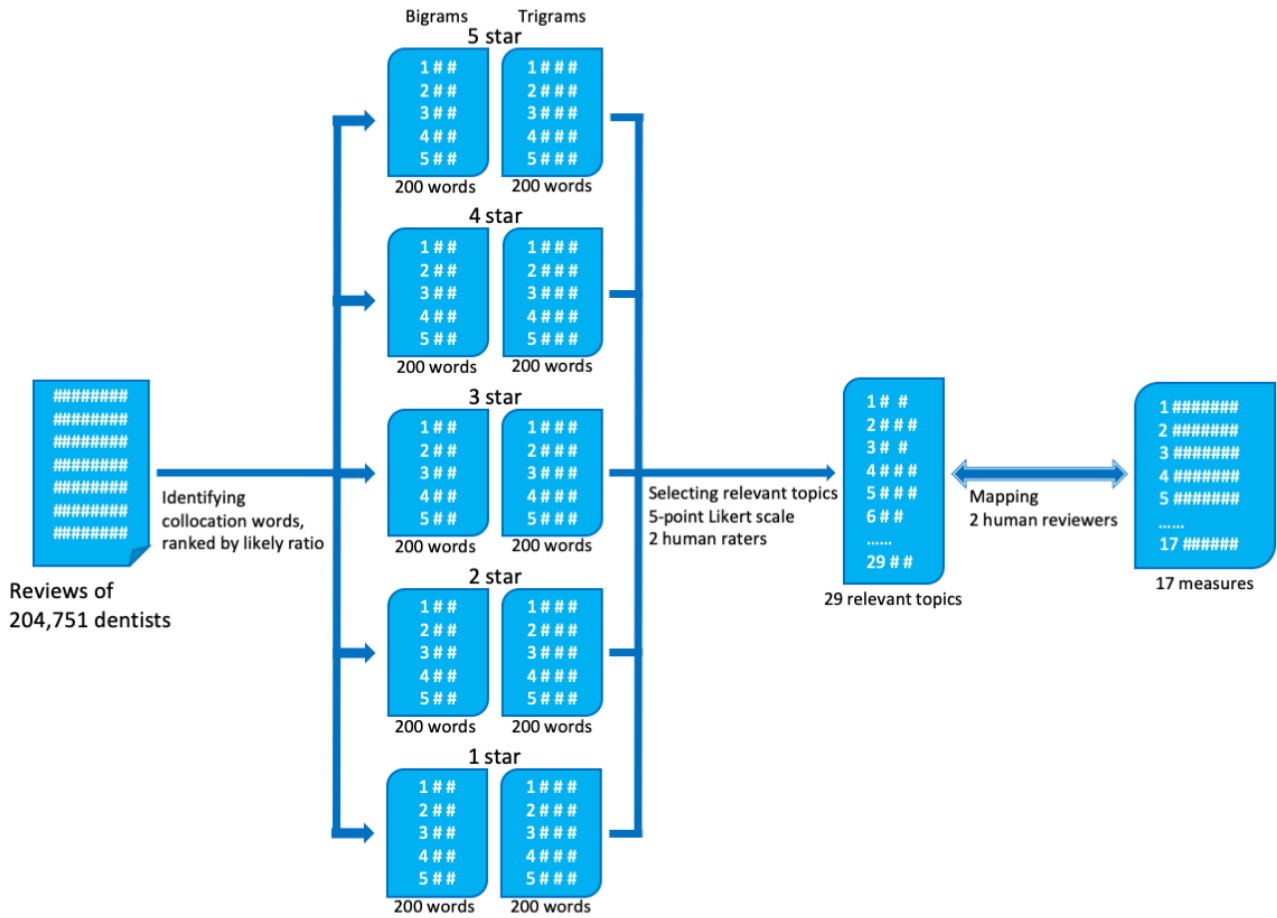 Bigrams Trigrams
5 star
1 # #
2 # #
3 # #
4 # #
5 # #
200 words
1 # # #
2 # # #
3 # # #
4 # # #
5 # # #
200 words
4 star
1 # #
2 # #
3 # #
4 # #
5 # #
200 words
1 # # #
2 # # #
3 # # #
4 # # #
5 # # #
200 words
3 star
1 # #
2 # #
3 # #
4 # #
5 # #
200 words
1 # # #
2 # # #
3 # # #
4 # # #
5 # # #
200 words
2 star
1 # #
2 # #
3 # #
4 # #
5 # #
200 words
1 # # #
2 # # #
3 # # #
4 # # #
5 # # #
200 words
1 star
1 # #
2 # #
3 # #
4 # #
5 # #
200 words
1 # # #
2 # # #
3 # # #
4 # # #
5 # # #
200 words
########
########
########
########
########
########
########
Reviews of
204,751 dentists
Identifying
collocation words,
ranked by likely ratio
Selecting relevant topics
5-point Likert scale
2 human raters
1 # #
2 # # #
3 # #
4 # # #
5 # # #
6 # #
......
29 # #
29 relevant topics
Mapping
2 human reviewers
1 #######
2 #######
3 #######
4 #######
5 #######
......
17 ######
17 measures